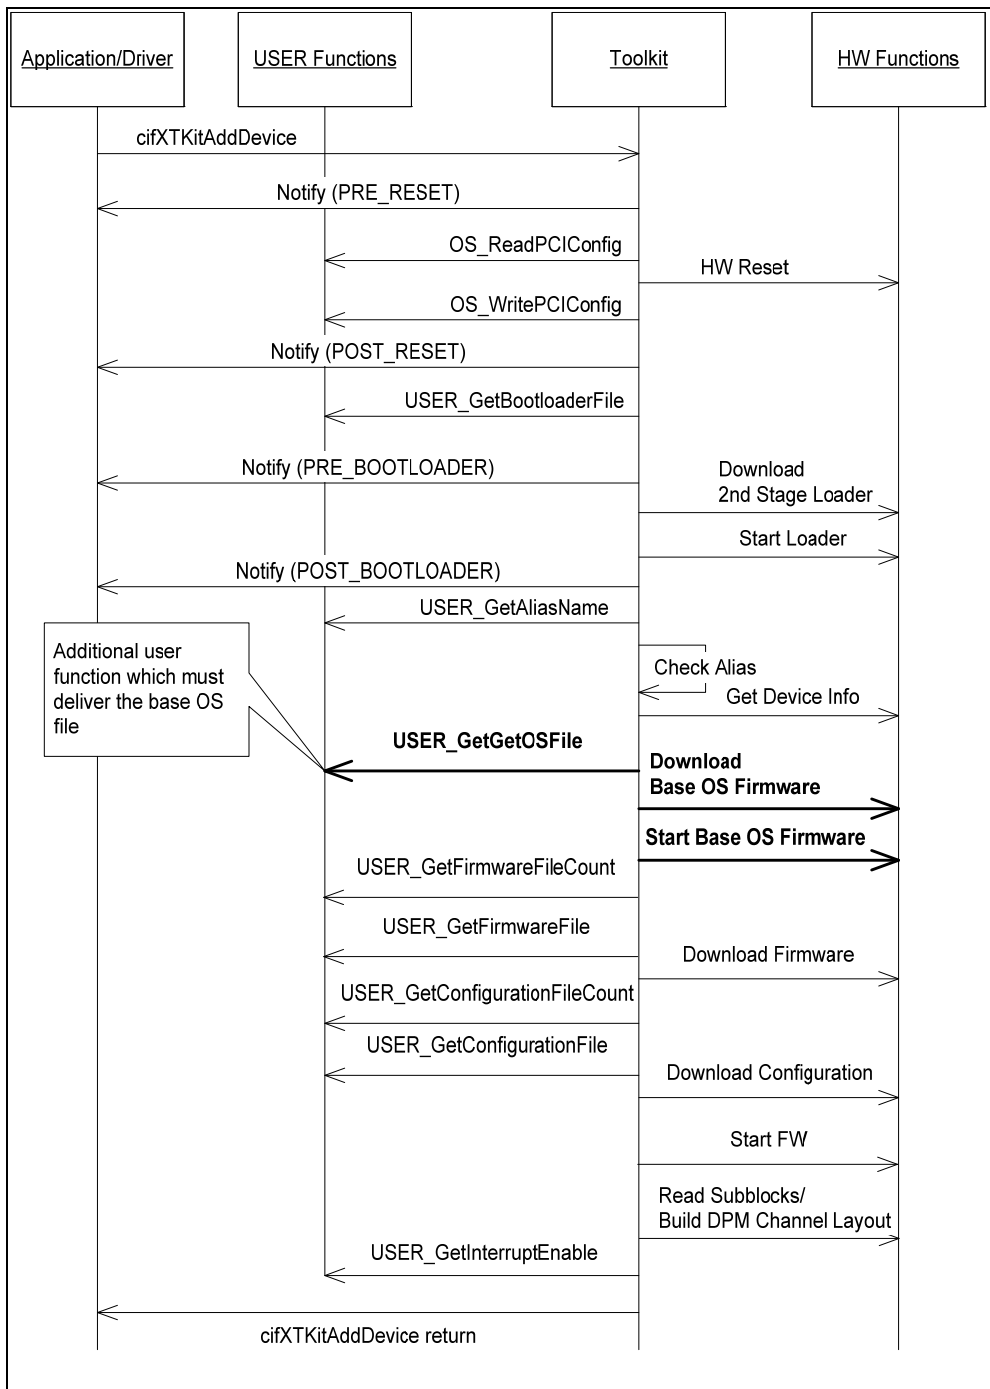 Application/Driver
USER Functions
Toolkit
HW Functions
cifXTKitAddDevice
Notify (PRE_RESET)
OS_ReadPCIConfig
HW Reset
OS_WritePCIConfig
Notify (POST_RESET)
USER_GetBootloaderFile
Notify (PRE_BOOTLOADER)
Download
2nd Stage Loader
Start Loader
Notify (POST_BOOTLOADER)
USER_GetAliasName
Additional user
function which must
deliver the base OS
file
Check Alias
Get Device Info
USER_GetGetOSFile
Download
Base OS Firmware
Start Base OS Firmware
USER_GetFirmwareFileCount
USER_GetFirmwareFile
Download Firmware
USER_GetConfigurationFileCount
USER_GetConfigurationFile
Download Configuration
Start FW
Read Subblocks/
Build DPM Channel Layout
USER_GetInterruptEnable
cifXTKitAddDevice return